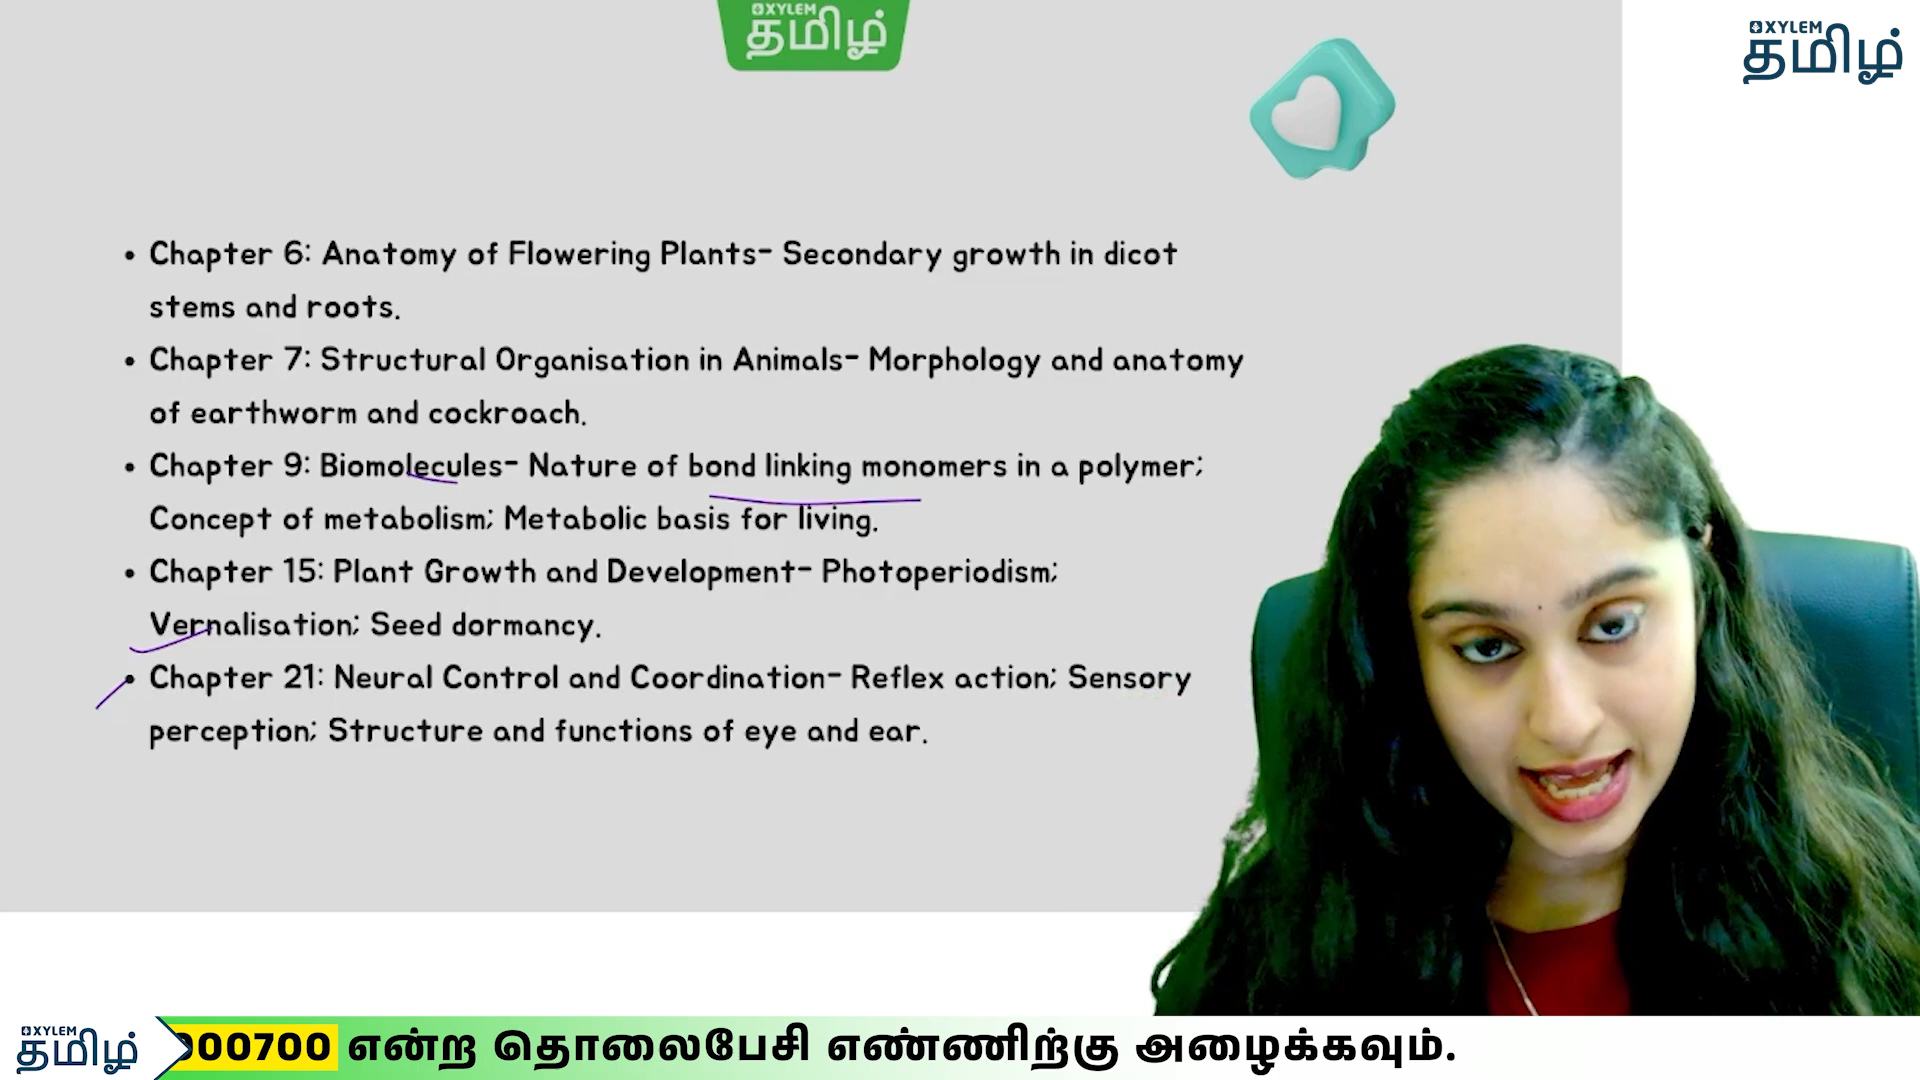 XYLEM
தமிழ்
XYLEM
தமிழ்
• Chapter 6: Anatomy of Flowering Plants- Secondary growth in dicot
stems and roots.
• Chapter 7: Structural Organisation in Animals- Morphology and anatomy
of earthworm and cockroach.
• Chapter 9: Biomolecules- Nature of bond linking monomers in a polymer;
Concept of metabolism; Metabolic basis for living.
• Chapter 15: Plant Growth and Development- Photoperiodism;
Vernalisation; Seed dormancy.
• Chapter 21: Neural Control and Coordination- Reflex action; Sensory
perception; Structure and functions of eye and ear.
XYLEM
தமிழ்
000700 என்ற தொலைபேசி எண்ணிற்கு அழைக்கவும்.